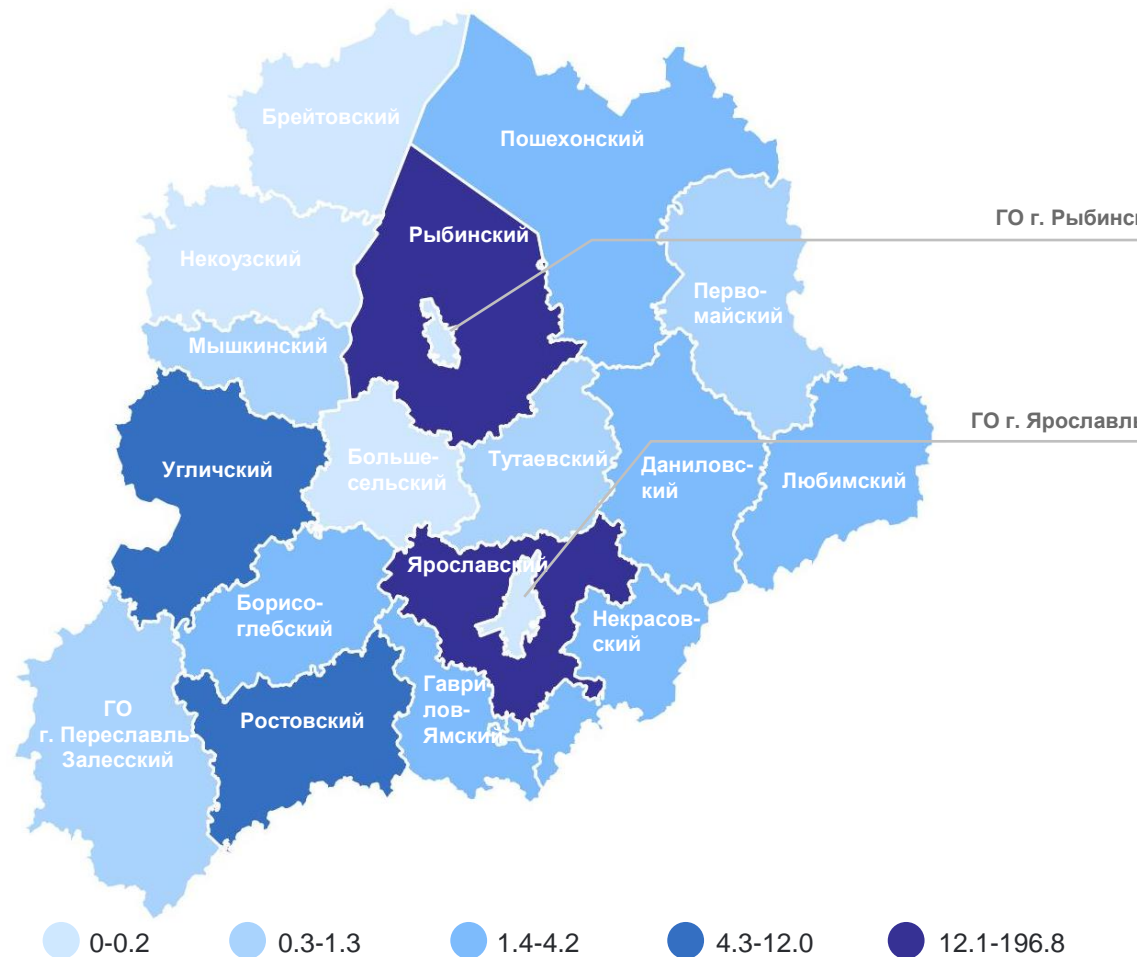 Брейтовский
Пошехонский
ГО г. Рыбинск
Рыбинский
Некоузский
Перво-
майский
Мышкинский
ГО г. Ярославль
Угличский
Больше-
сельский
Тутаевский
Даниловс-
кий
Любимский
Ярославский
Борисо-
глебский
Некрасов-
ский
ГО
г. Переславль-
Залесский
Ростовский
Гаври-
лов-
Ямский
0-0.2
0.3-1.3
1.4-4.2
4.3-12.0
12.1-196.8